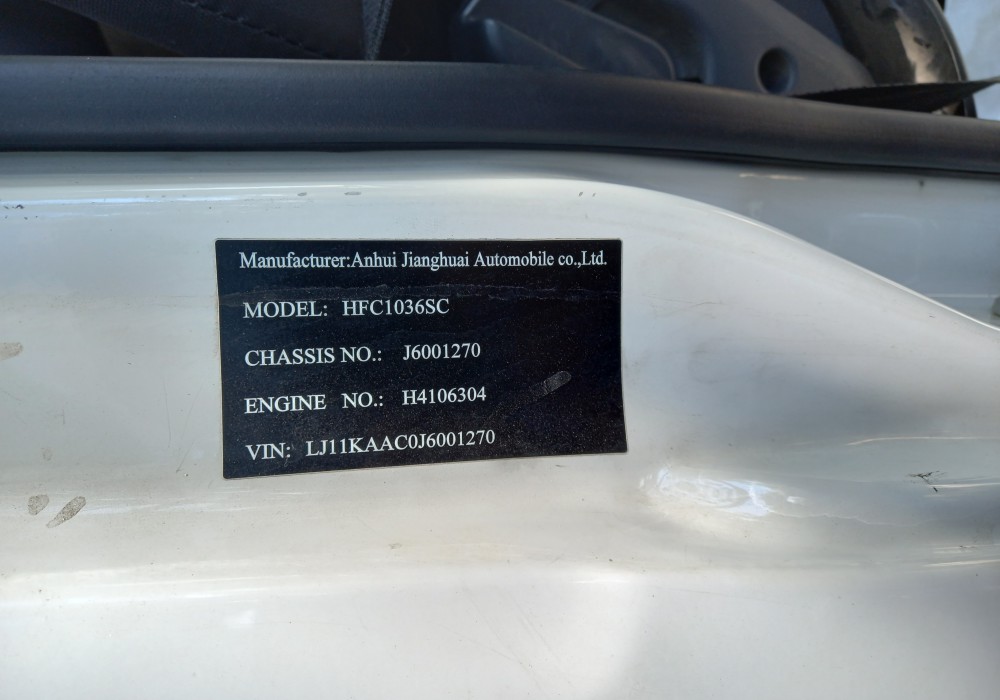 Manufacturer:Anhui Jianghuai Automobile co.,Ltd.
MODEL: HFC1036SC
CHASSIS NO.: J6001270
ENGINE NO.: H4106304
VIN: LJ11KAAC0J6001270